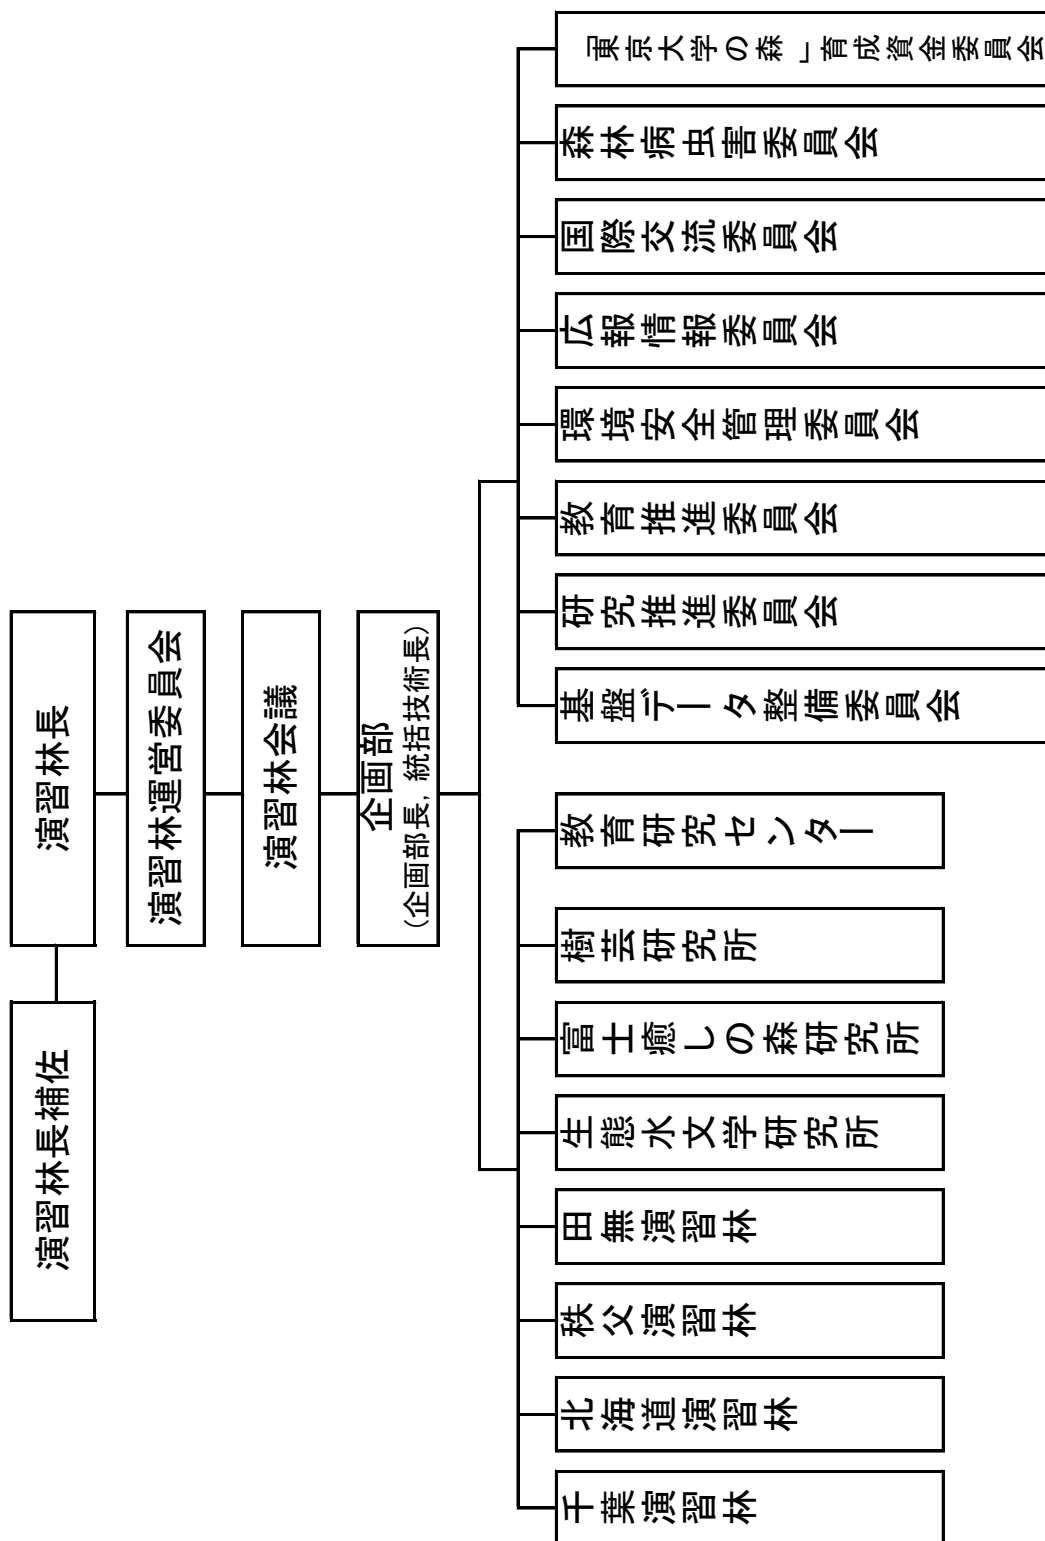 演習林長
演習林長補佐
演習林運営委員会
演習林会議
企画部
（企画部長，統括技術長）
千葉演習林
北海道演習林
秩父演習林
田無演習林
生態水文学研究所
富士癒しの森研究所
樹芸研究所
教育研究センター
基盤データ整備委員会
研究推進委員会
教育推進委員会
環境安全管理委員会
広報情報委員会
国際交流委員会
森林病虫害委員会
「東京大学の森」育成資金委員会